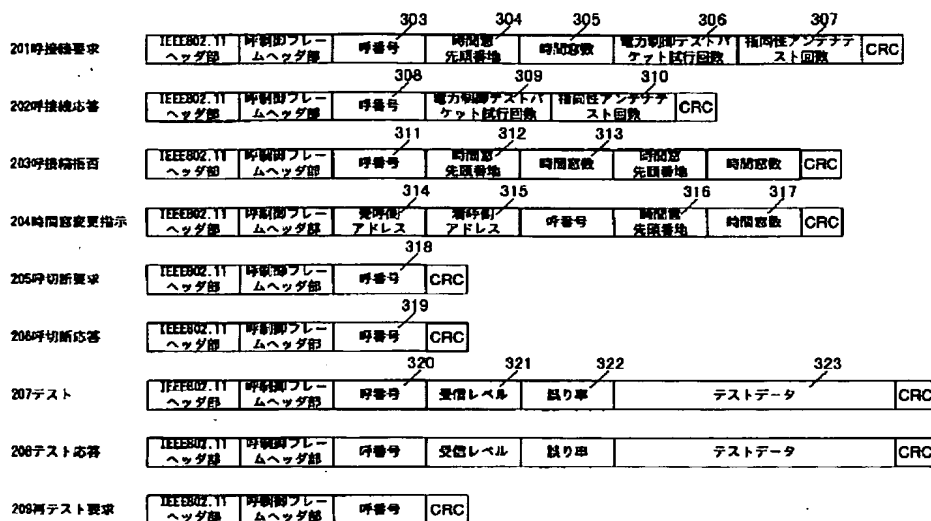 303 304 305 306 307
201呼接続要求 IEEE802.11 呼制御フレー 呼番号 時間窓 時間窓数 電力制御テストパ 指向性アンテナテ CRC
ヘッダ部 ムヘッダ部 先頭番地 ケット試行回数 スト回数
308 309 310
202呼接続応答 IEEE802.11 呼制御フレー 呼番号 電力制御テストパ 指向性アンテナテ CRC
ヘッダ部 ムヘッダ部 ケット試行回数 スト回数
311 312 313
203呼接続拒否 IEEE802.11 呼制御フレー 呼番号 時間窓 時間窓数 時間窓 時間窓数 CRC
ヘッダ部 ムヘッダ部 先頭番地 先頭番地
314 315 316 317
204時間窓変更指示 IEEE802.11 呼制御フレー 発呼側 着呼側 呼番号 時間窓 時間窓数 CRC
ヘッダ部 ムヘッダ部 アドレス アドレス 先頭番地
318
205呼切断要求 IEEE802.11 呼制御フレー 呼番号 CRC
ヘッダ部 ムヘッダ部
319
206呼切断応答 IEEE802.11 呼制御フレー 呼番号 CRC
ヘッダ部 ムヘッダ部
320 321 322 323
207テスト IEEE802.11 呼制御フレー 呼番号 受信レベル 誤り率 テストデータ CRC
ヘッダ部 ムヘッダ部
208テスト応答 IEEE802.11 呼制御フレー 呼番号 受信レベル 誤り率 テストデータ CRC
ヘッダ部 ムヘッダ部
209再テスト要求 IEEE802.11 呼制御フレー 呼番号 CRC
ヘッダ部 ムヘッダ部